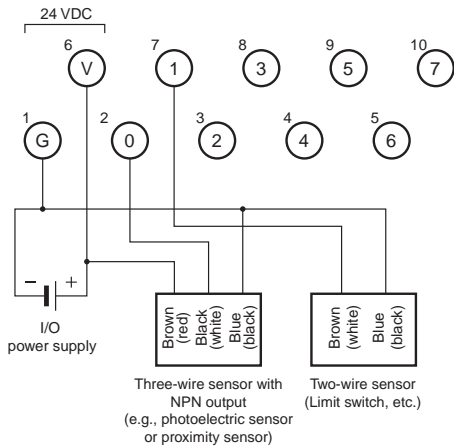 24 VDC
6 7 8 9 10
V 1 3 5 7
1 2 3 4 5
G 0 2 4 6
− +
I/O
power supply
Brown
(red)
Black
(white)
Blue
(black)
Brown
(white)
Blue
(black)
Three-wire sensor with
NPN output
(e.g., photoelectric sensor
or proximity sensor)
Two-wire sensor
(Limit switch, etc.)